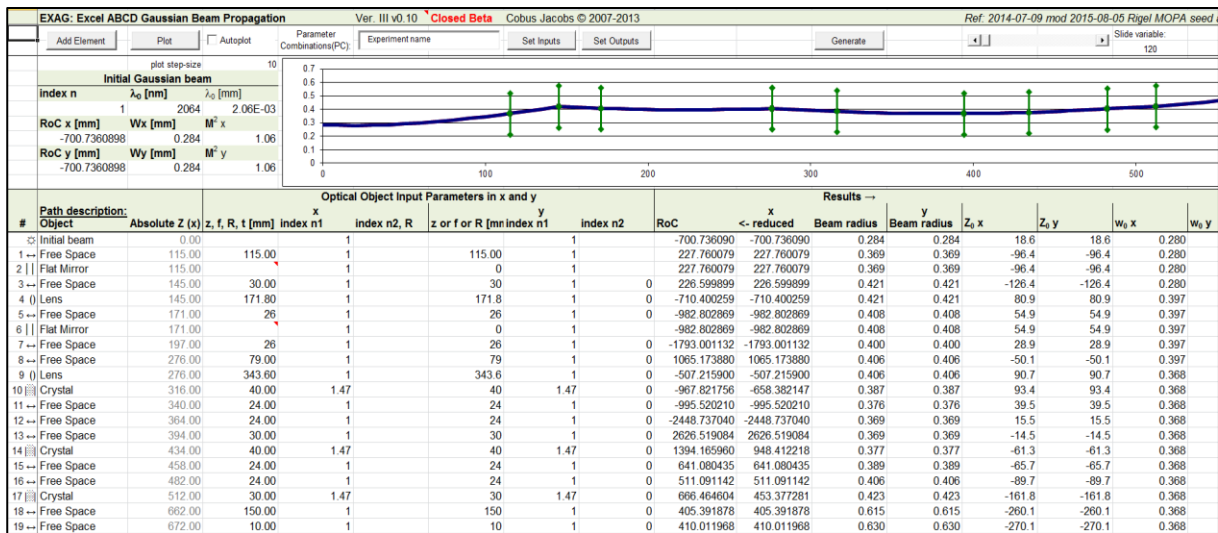 EXAG: Excel ABCD Gaussian Beam Propagation Ver. III v0.10 Closed Beta Cobus Jacobs © 2007-2013 Ref: 2014-07-09 mod 2015-08-05 Rigel MOPA seed
Add Element Plot Autoplot Parameter Combinations(PC): Experiment name Set Inputs Set Outputs Generate Slide variable:
120
plot step-size 10
Initial Gaussian beam
index n λ₀ [nm] λ₀ [mm]
1 2064 2.06E-03
RoC x [mm] Wx [mm] M² x
-700.7360898 0.284 1.06
RoC y [mm] Wy [mm] M² y
-700.7360898 0.284 1.06
0.7
0.6
0.5
0.4
0.3
0.2
0.1
0
0 100 200 300 400 500
Optical Object Input Parameters in x and y Results →
Path description: x y x y
# Object Absolute Z (x) z, f, R, t [mm] index n1 index n2, R z or f or R [mm index n1 index n2 RoC <- reduced Beam radius Beam radius Z₀ x Z₀ y w₀ x w₀ y
☼ Initial beam 0.00 1 1 -700.736090 -700.736090 0.284 0.284 18.6 18.6 0.280
1 ↔ Free Space 115.00 115.00 1 115.00 1 227.760079 227.760079 0.369 0.369 -96.4 -96.4 0.280
2 | | Flat Mirror 115.00 1 0 1 227.760079 227.760079 0.369 0.369 -96.4 -96.4 0.280
3 ↔ Free Space 145.00 30.00 1 30 1 0 226.599899 226.599899 0.421 0.421 -126.4 -126.4 0.280
4 () Lens 145.00 171.80 1 171.8 1 0 -710.400259 -710.400259 0.421 0.421 80.9 80.9 0.397
5 ↔ Free Space 171.00 26 1 26 1 0 -982.802869 -982.802869 0.408 0.408 54.9 54.9 0.397
6 | | Flat Mirror 171.00 1 0 1 -982.802869 -982.802869 0.408 0.408 54.9 54.9 0.397
7 ↔ Free Space 197.00 26 1 26 1 0 -1793.001132 -1793.001132 0.400 0.400 28.9 28.9 0.397
8 ↔ Free Space 276.00 79.00 1 79 1 0 1065.173880 1065.173880 0.406 0.406 -50.1 -50.1 0.397
9 () Lens 276.00 343.60 1 343.6 1 0 -507.215900 -507.215900 0.406 0.406 90.7 90.7 0.368
10 Crystal 316.00 40.00 1.47 40 1.47 0 -967.821756 -658.382147 0.387 0.387 93.4 93.4 0.368
11 ↔ Free Space 340.00 24.00 1 24 1 0 -995.520210 -995.520210 0.376 0.376 39.5 39.5 0.368
12 ↔ Free Space 364.00 24.00 1 24 1 0 -2448.737040 -2448.737040 0.369 0.369 15.5 15.5 0.368
13 ↔ Free Space 394.00 30.00 1 30 1 0 2626.519084 2626.519084 0.369 0.369 -14.5 -14.5 0.368
14 Crystal 434.00 40.00 1.47 40 1.47 0 1394.165960 948.412218 0.377 0.377 -61.3 -61.3 0.368
15 ↔ Free Space 458.00 24.00 1 24 1 0 641.080435 641.080435 0.389 0.389 -65.7 -65.7 0.368
16 ↔ Free Space 482.00 24.00 1 24 1 0 511.091142 511.091142 0.406 0.406 -89.7 -89.7 0.368
17 Crystal 512.00 30.00 1.47 30 1.47 0 666.464604 453.377281 0.423 0.423 -161.8 -161.8 0.368
18 ↔ Free Space 662.00 150.00 1 150 1 0 405.391878 405.391878 0.615 0.615 -260.1 -260.1 0.368
19 ↔ Free Space 672.00 10.00 1 10 1 0 410.011968 410.011968 0.630 0.630 -270.1 -270.1 0.368